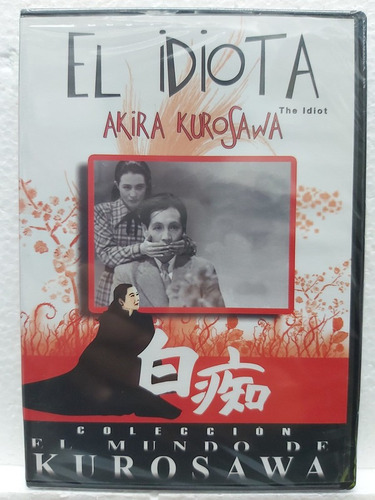 EL iDiOTA
The Idiot
AKiRA KUROSAWA
白痴
COLECCIÓN
EL MUNDO DE
KUROSAWA